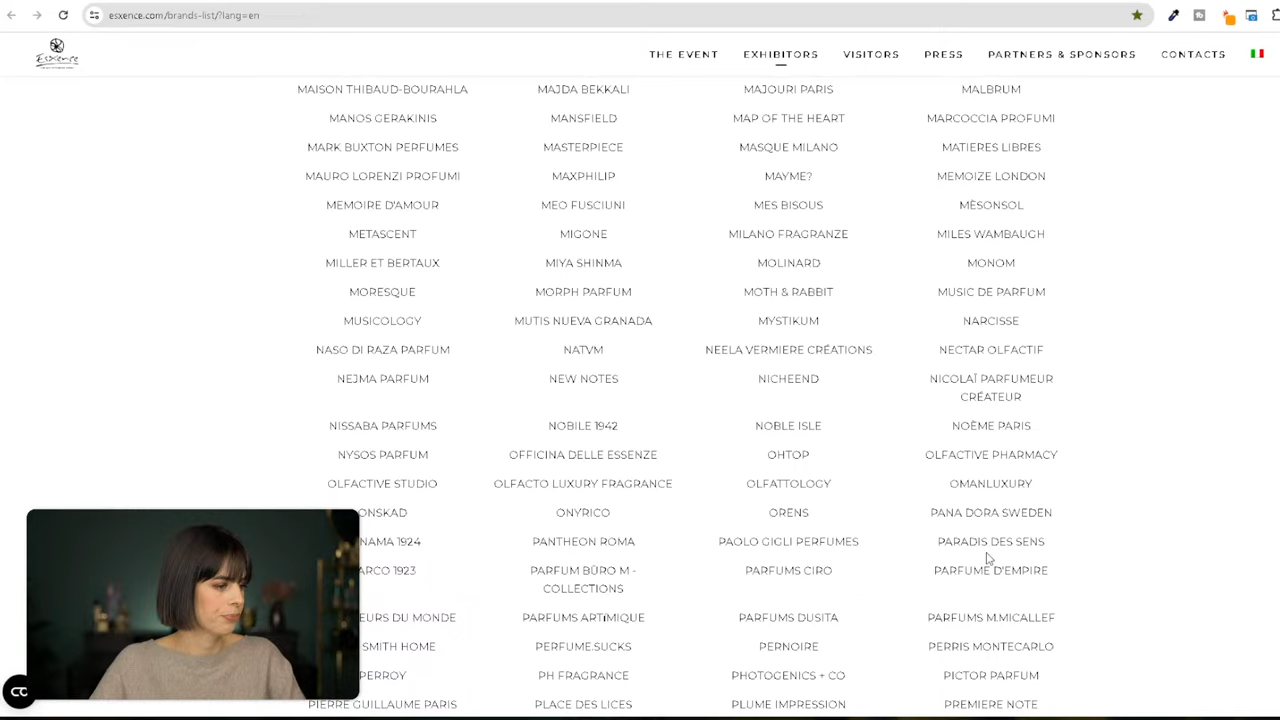 esxence.com/brands-list/?lang=en
Esxence
THE EVENT EXHIBITORS VISITORS PRESS PARTNERS & SPONSORS CONTACTS
MAISON THIBAUD-BOURAHLA MAJDA BEKKALI MAJOURI PARIS MALBRUM
MANOS GERAKINIS MANSFIELD MAP OF THE HEART MARCOCCIA PROFUMI
MARK BUXTON PERFUMES MASTERPIECE MASQUE MILANO MATIERES LIBRES
MAURO LORENZI PROFUMI MAXPHILIP MAYME? MEMOIZE LONDON
MEMOIRE D'AMOUR MEO FUSCIUNI MES BISOUS MÈSONSOL
METASCENT MIGONE MILANO FRAGRANZE MILES WAMBAUGH
MILLER ET BERTAUX MIYA SHINMA MOLINARD MONOM
MORESQUE MORPH PARFUM MOTH & RABBIT MUSIC DE PARFUM
MUSICOLOGY MUTIS NUEVA GRANADA MYSTIKUM NARCISSE
NASO DI RAZA PARFUM NATVM NEELA VERMIERE CRÉATIONS NECTAR OLFACTIF
NEJMA PARFUM NEW NOTES NICHEEND NICOLAÏ PARFUMEUR
CRÉATEUR
NISSABA PARFUMS NOBILE 1942 NOBLE ISLE NOÈME PARIS
NYSOS PARFUM OFFICINA DELLE ESSENZE OHTOP OLFACTIVE PHARMACY
OLFACTIVE STUDIO OLFACTO LUXURY FRAGRANCE OLFATTOLOGY OMANLUXURY
ONSKAD ONYRICO ORENS PANA DORA SWEDEN
NAMA 1924 PANTHEON ROMA PAOLO GIGLI PERFUMES PARADIS DES SENS
ARCO 1923 PARFUM BÜRO M - PARFUMS CIRO PARFUME D'EMPIRE
COLLECTIONS
EURS DU MONDE PARFUMS ARTÏMIQUE PARFUMS DUSITA PARFUMS M.MICALLEF
SMITH HOME PERFUME.SUCKS PERNOIRE PERRIS MONTECARLO
PERROY PH FRAGRANCE PHOTOGENICS + CO PICTOR PARFUM
PIERRE GUILLAUME PARIS PLACE DES LICES PLUME IMPRESSION PREMIERE NOTE